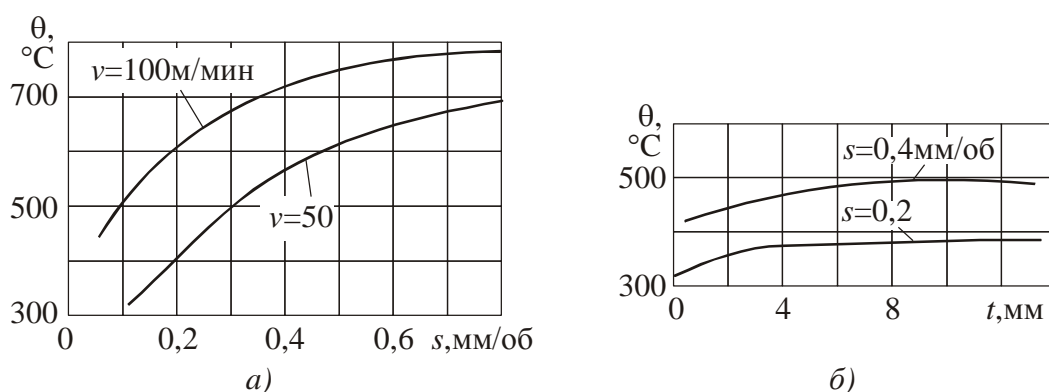 θ,
°C
v=100м/мин
700
500
v=50
300
0
0,2
0,4
0,6
s,мм/об
а)
θ,
°C
s=0,4мм/об
500
s=0,2
300
0
4
8
t,мм
б)